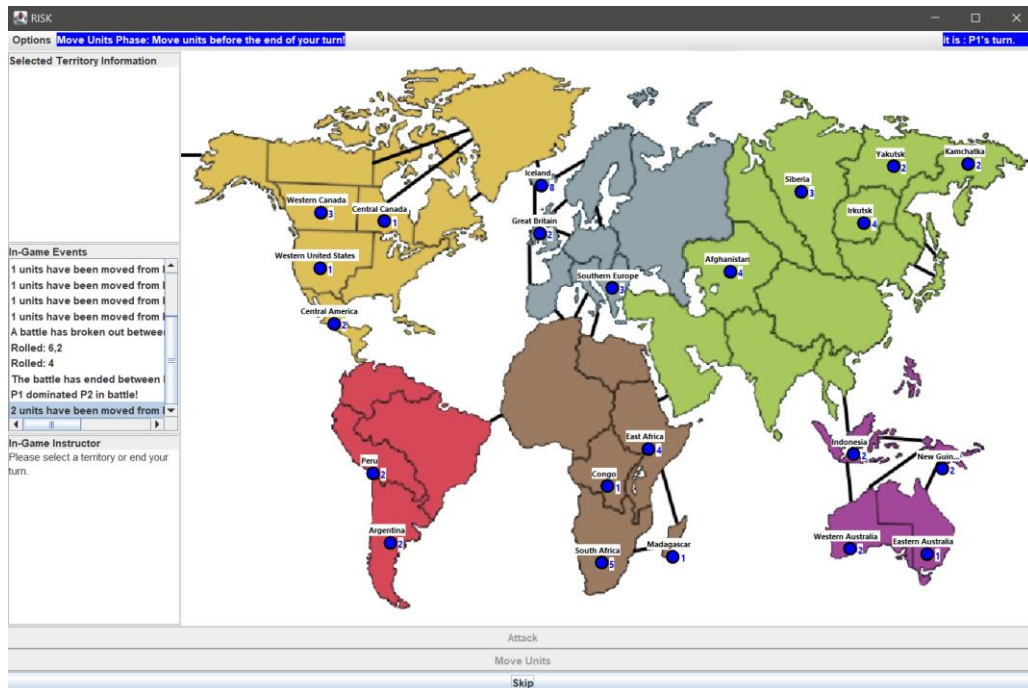 RISK
Options Move Units Phase: Move units before the end of your turn! it is : P1's turn.
Selected Territory Information
In-Game Events
1 units have been moved from
1 units have been moved from
1 units have been moved from
1 units have been moved from
A battle has broken out betwee
Rolled: 6,2
Rolled: 4
The battle has ended between
P1 dominated P2 in battle!
2 units have been moved from
In-Game Instructor
Please select a territory or end your
turn.
Iceland
8
Great Britain
2
Southern Europe
3
Western Canada
3
Central Canada
1
Western United States
1
Central America
2
Yakutsk
2
Kamchatka
2
Siberia
3
Irkutsk
4
Afghanistan
4
Peru
2
Argentina
2
East Africa
4
Congo
1
South Africa
5
Madagascar
1
Indonesia
2
New Guin...
2
Western Australia
2
Eastern Australia
1
Attack
Move Units
Skip